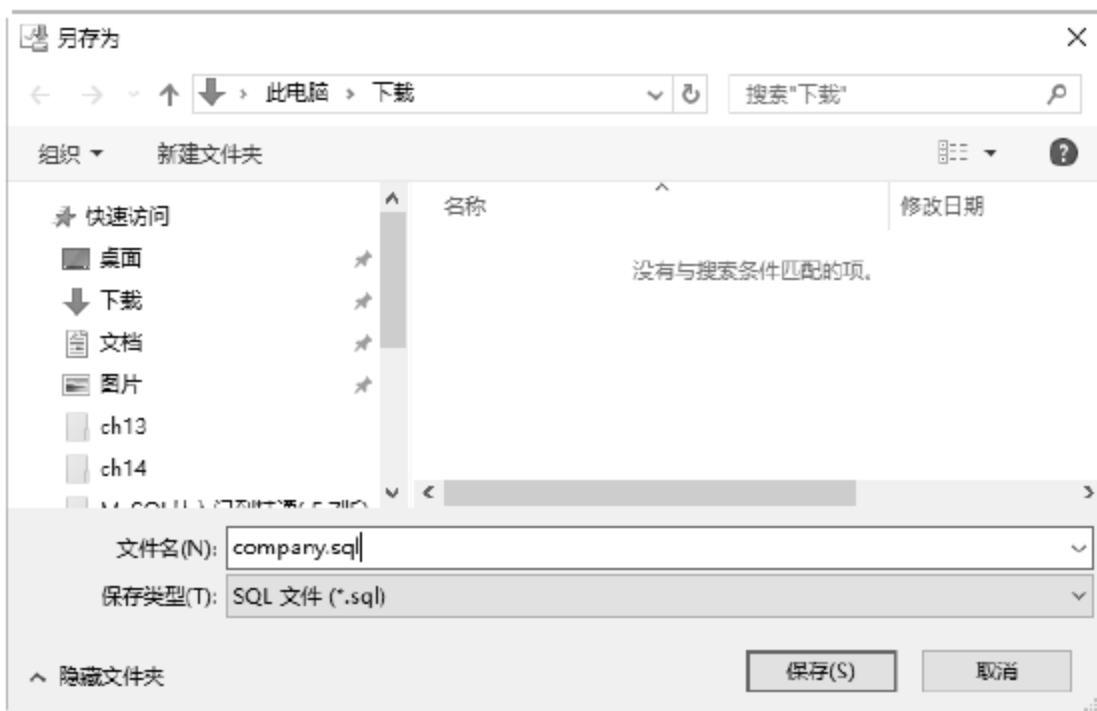 另存为
此电脑 › 下载
搜索"下载"
组织
新建文件夹
快速访问
名称
修改日期
桌面
没有与搜索条件匹配的项。
下载
文档
图片
ch13
ch14
文件名(N): company.sql
保存类型(T): SQL 文件 (*.sql)
隐藏文件夹
保存(S)
取消